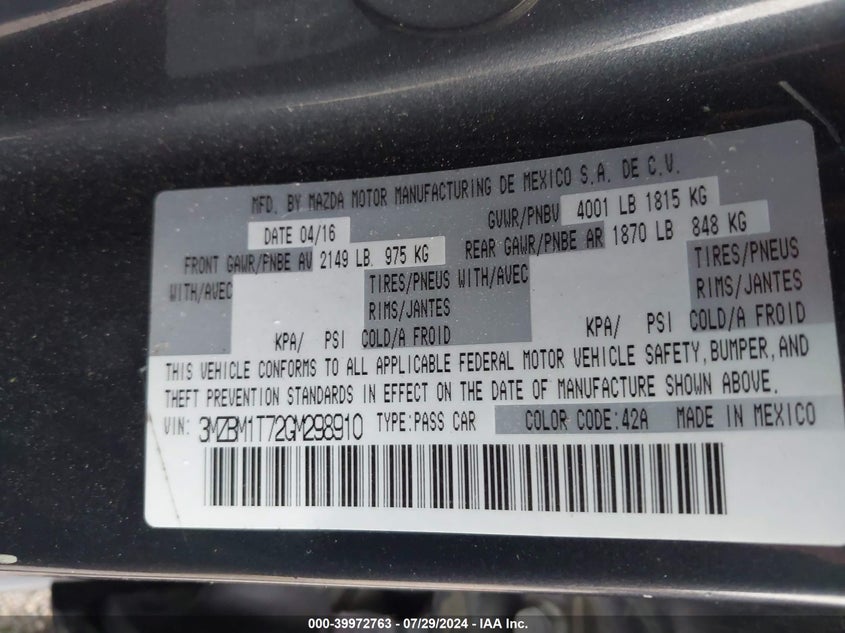 MFD. BY MAZDA MOTOR MANUFACTURING DE MEXICO S.A. DE C.V.
DATE 04/16 GVWR/PNBV 4001 LB 1815 KG
FRONT GAWR/PNBE AV 2149 LB. 975 KG REAR GAWR/PNBE AR 1870 LB 848 KG
WITH/AVEC TIRES/PNEUS WITH/AVEC TIRES/PNEUS
RIMS/JANTES RIMS/JANTES
KPA/ PSI COLD/A FROID KPA/ PSI COLD/A FROID
THIS VEHICLE CONFORMS TO ALL APPLICABLE FEDERAL MOTOR VEHICLE SAFETY, BUMPER, AND
THEFT PREVENTION STANDARDS IN EFFECT ON THE DATE OF MANUFACTURE SHOWN ABOVE.
VIN: 3MZBM1T72GM298910 TYPE:PASS CAR COLOR CODE:42A MADE IN MEXICO
000-39972763 / 07/29/2024 - IAAI Inc.